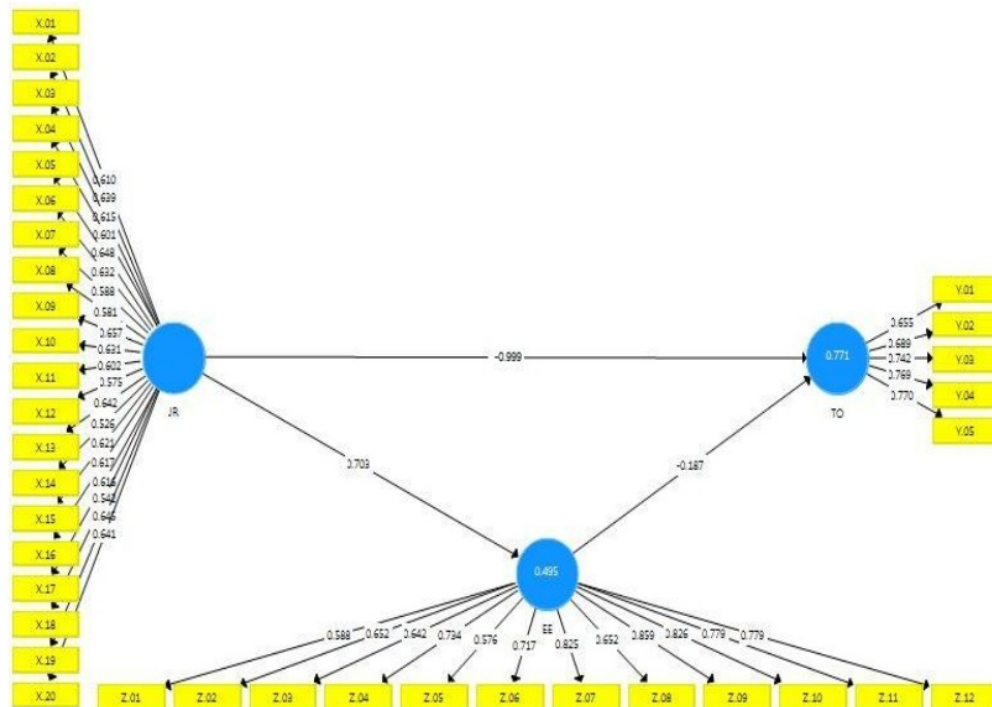 X.01
X.02
X.03
X.04
X.05
X.06
X.07
X.08
X.09
X.10
X.11
X.12
X.13
X.14
X.15
X.16
X.17
X.18
X.19
X.20
0.610
0.639
0.615
0.601
0.648
0.632
0.588
0.581
0.657
0.631
0.602
0.575
0.642
0.526
0.621
0.617
0.616
0.542
0.645
0.641
JR
-0.999
0.703
-0.187
0.771
TO
0.655
0.689
0.742
0.769
0.770
Y.01
Y.02
Y.03
Y.04
Y.05
0.495
EE
0.588
0.652
0.642
0.734
0.576
0.717
0.825
0.652
0.859
0.826
0.779
0.779
Z.01
Z.02
Z.03
Z.04
Z.05
Z.06
Z.07
Z.08
Z.09
Z.10
Z.11
Z.12